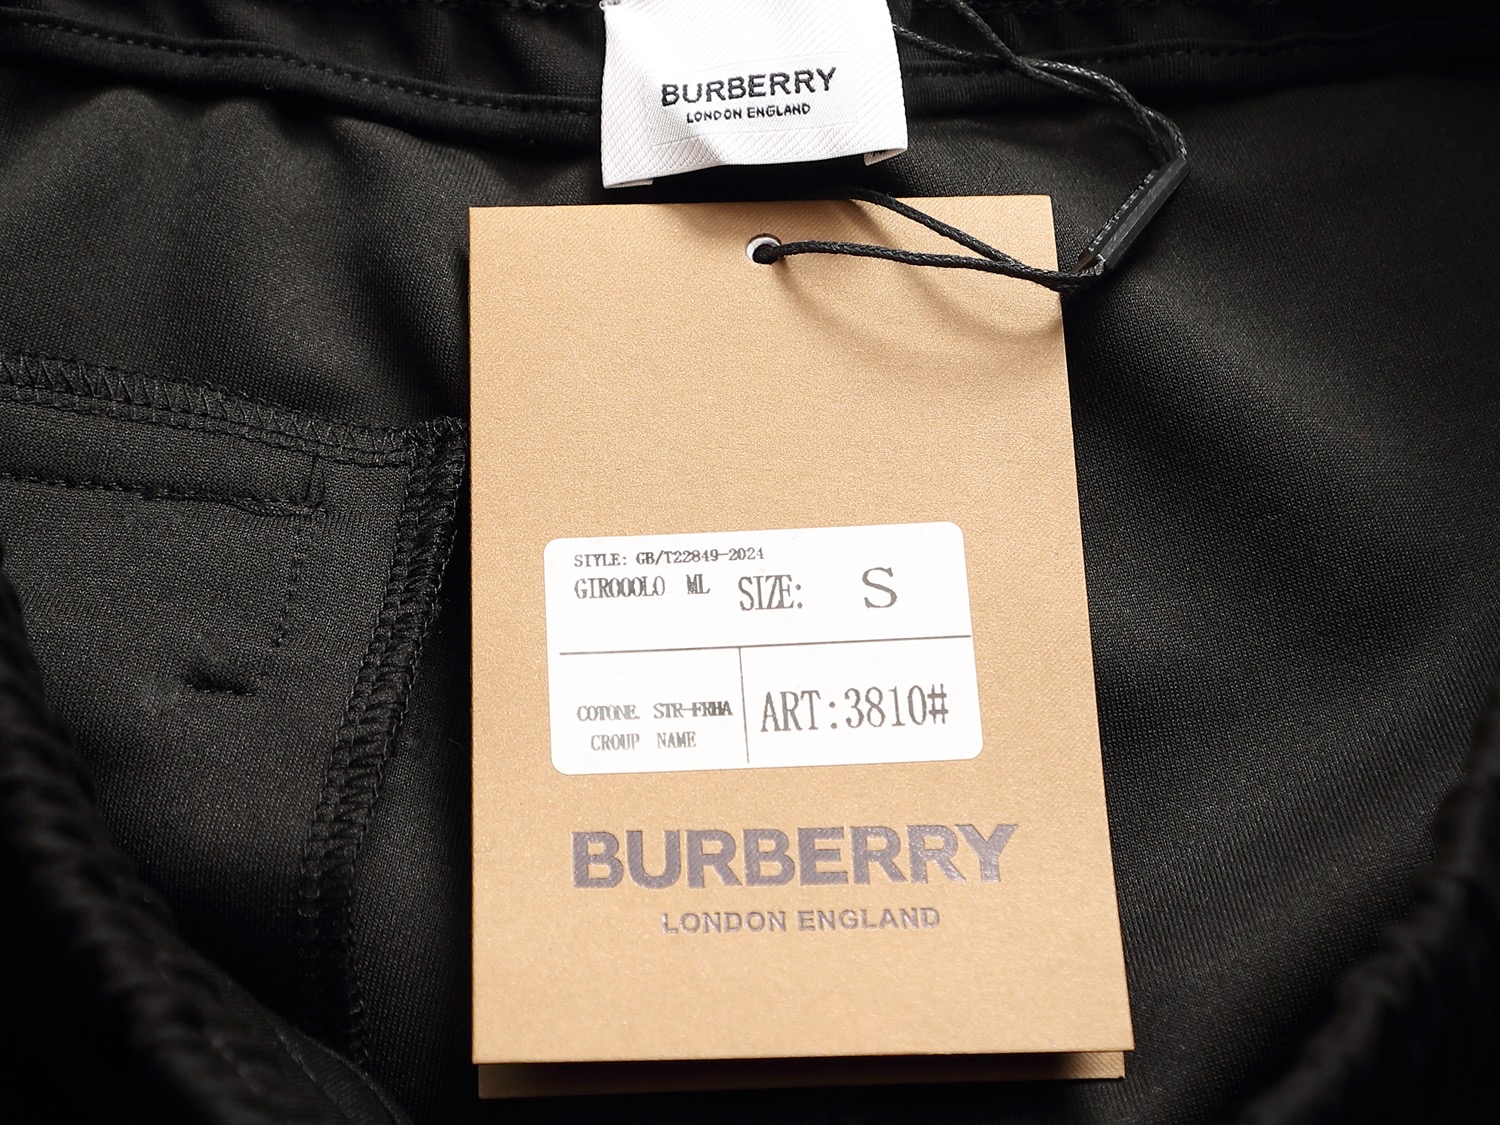 BURBERRY
LONDON ENGLAND
STYLE: GB/T22849-2024
GIROOOLO ML SIZE: S
COTONE. STR-FRHA
CROUP NAME
ART:3810#
BURBERRY
LONDON ENGLAND